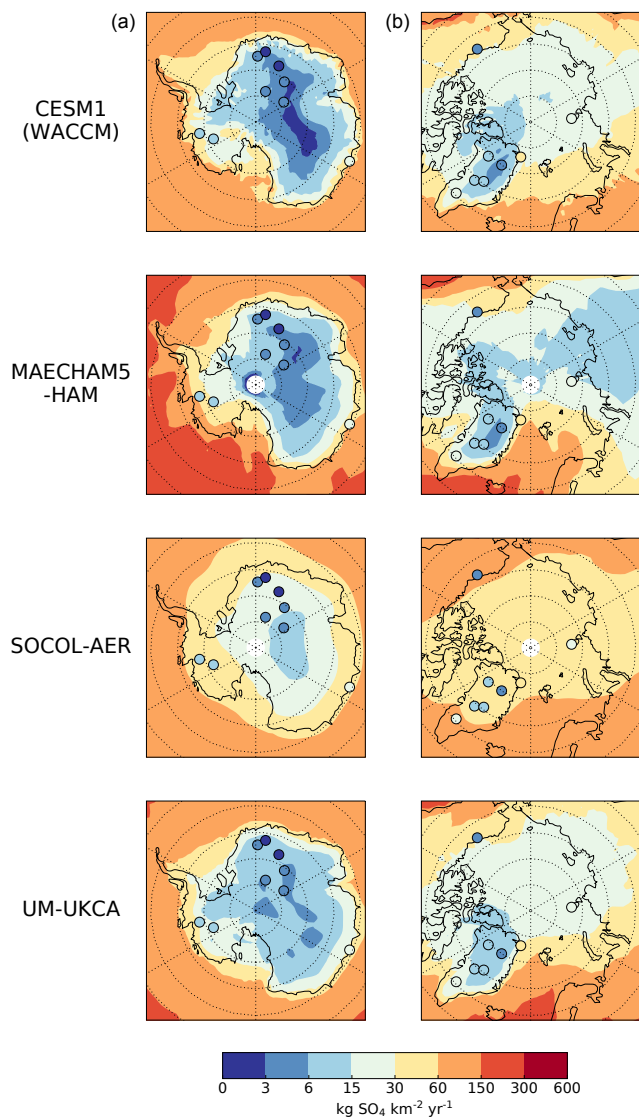 (a)
(b)
CESM1
(WACCM)
MAECHAM5
-HAM
SOCOL-AER
UM-UKCA
0 3 6 15 30 60 150 300 600
kg SO₄ km⁻² yr⁻¹